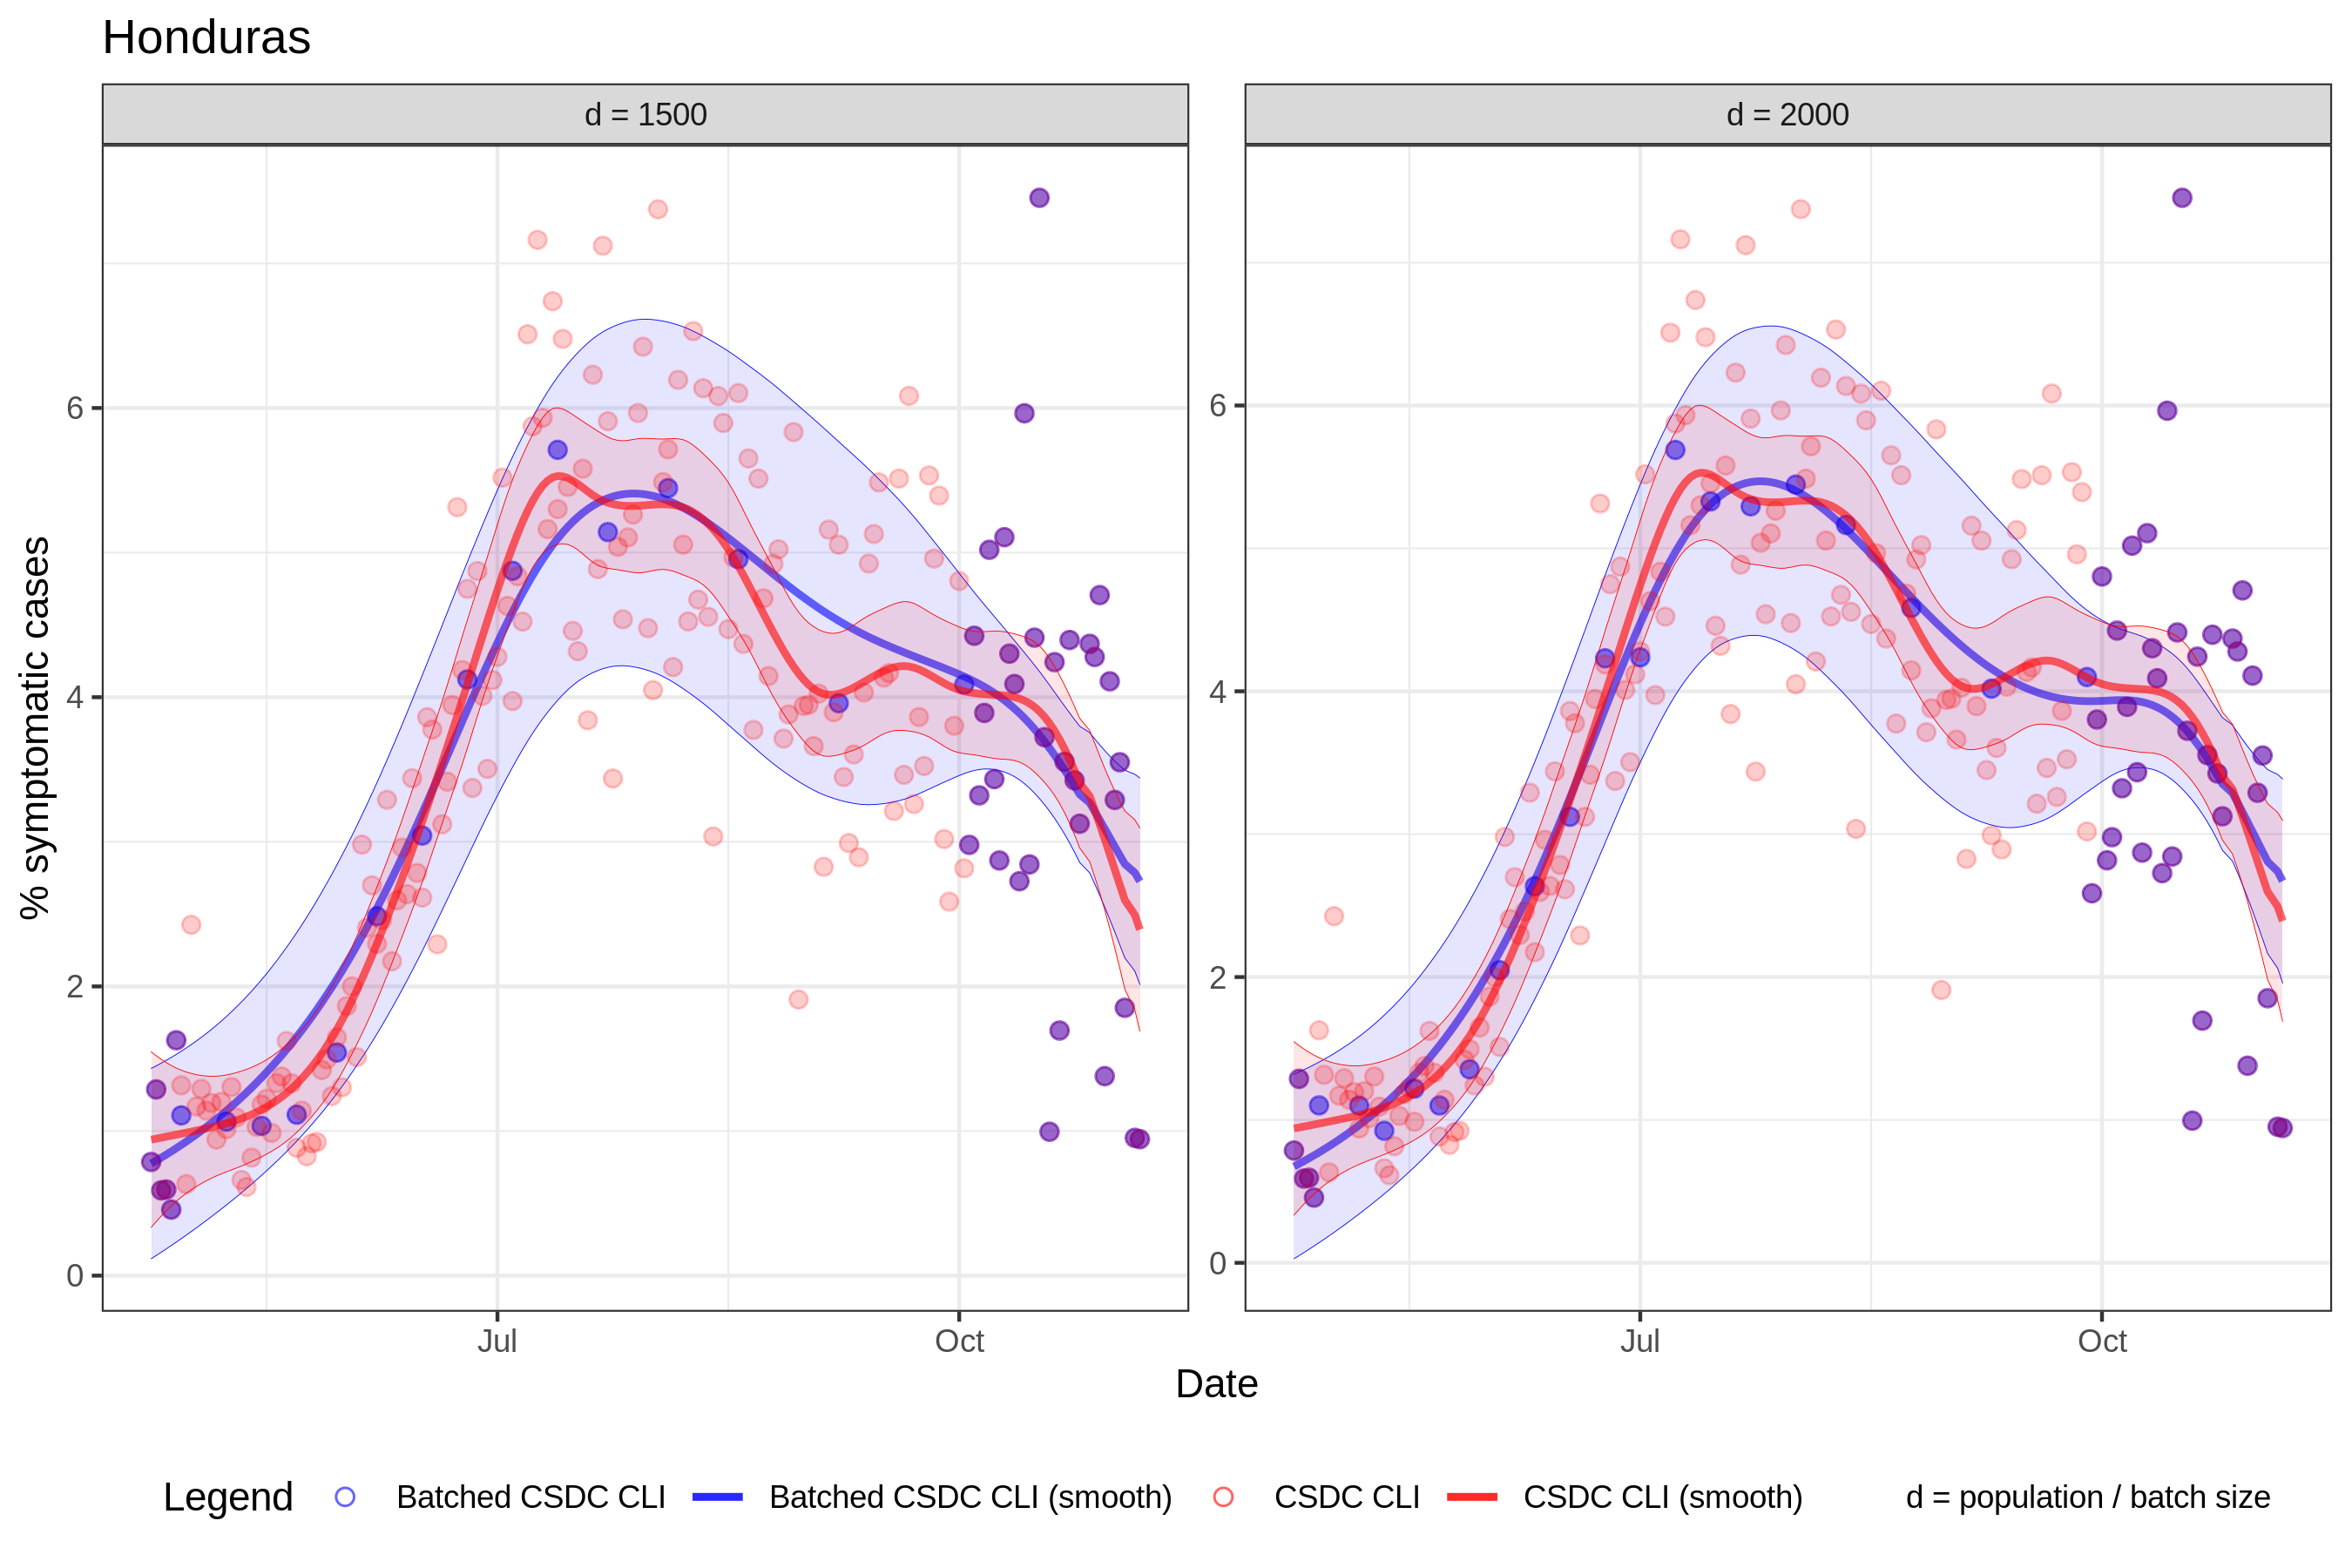 Honduras
d = 1500
d = 2000
% symptomatic cases
6
4
2
0
6
4
2
0
Jul
Oct
Jul
Oct
Date
Legend
Batched CSDC CLI
Batched CSDC CLI (smooth)
CSDC CLI
CSDC CLI (smooth)
d = population / batch size